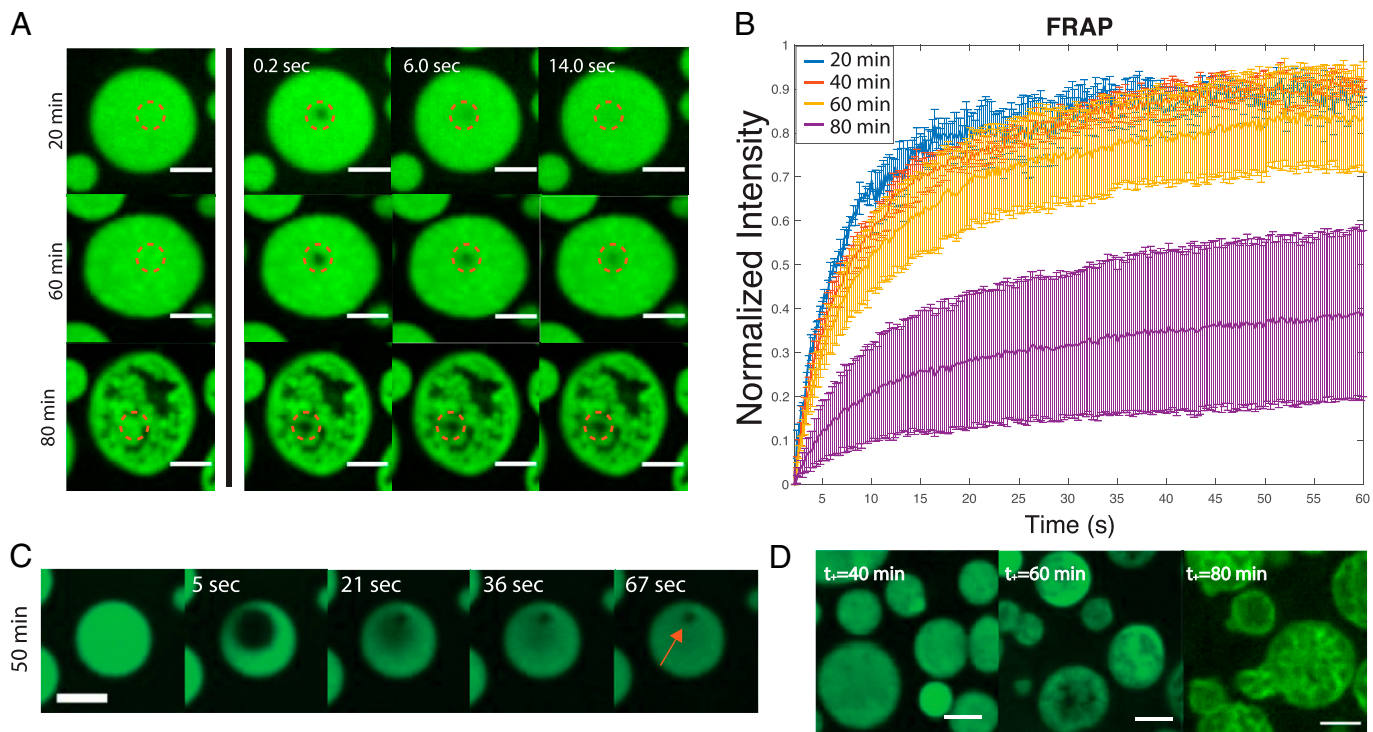 A
20 min
0.2 sec
6.0 sec
14.0 sec
60 min
80 min
B
FRAP
Normalized Intensity
1
0.9
0.8
0.7
0.6
0.5
0.4
0.3
0.2
0.1
0
20 min
40 min
60 min
80 min
5
10
15
20
25
30
35
40
45
50
55
60
Time (s)
C
50 min
5 sec
21 sec
36 sec
67 sec
D
t₊=40 min
t₊=60 min
t₊=80 min